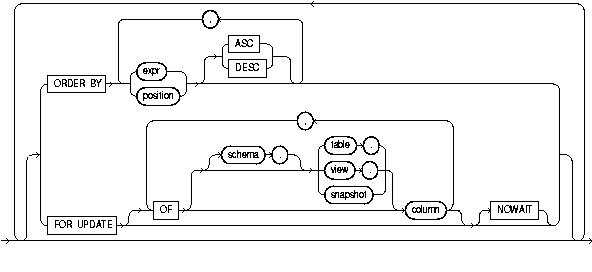 ,
ASC
DESC
ORDER BY
expr
position
,
schema
.
table
.
view
.
snapshot
OF
column
NOWAIT
FOR UPDATE